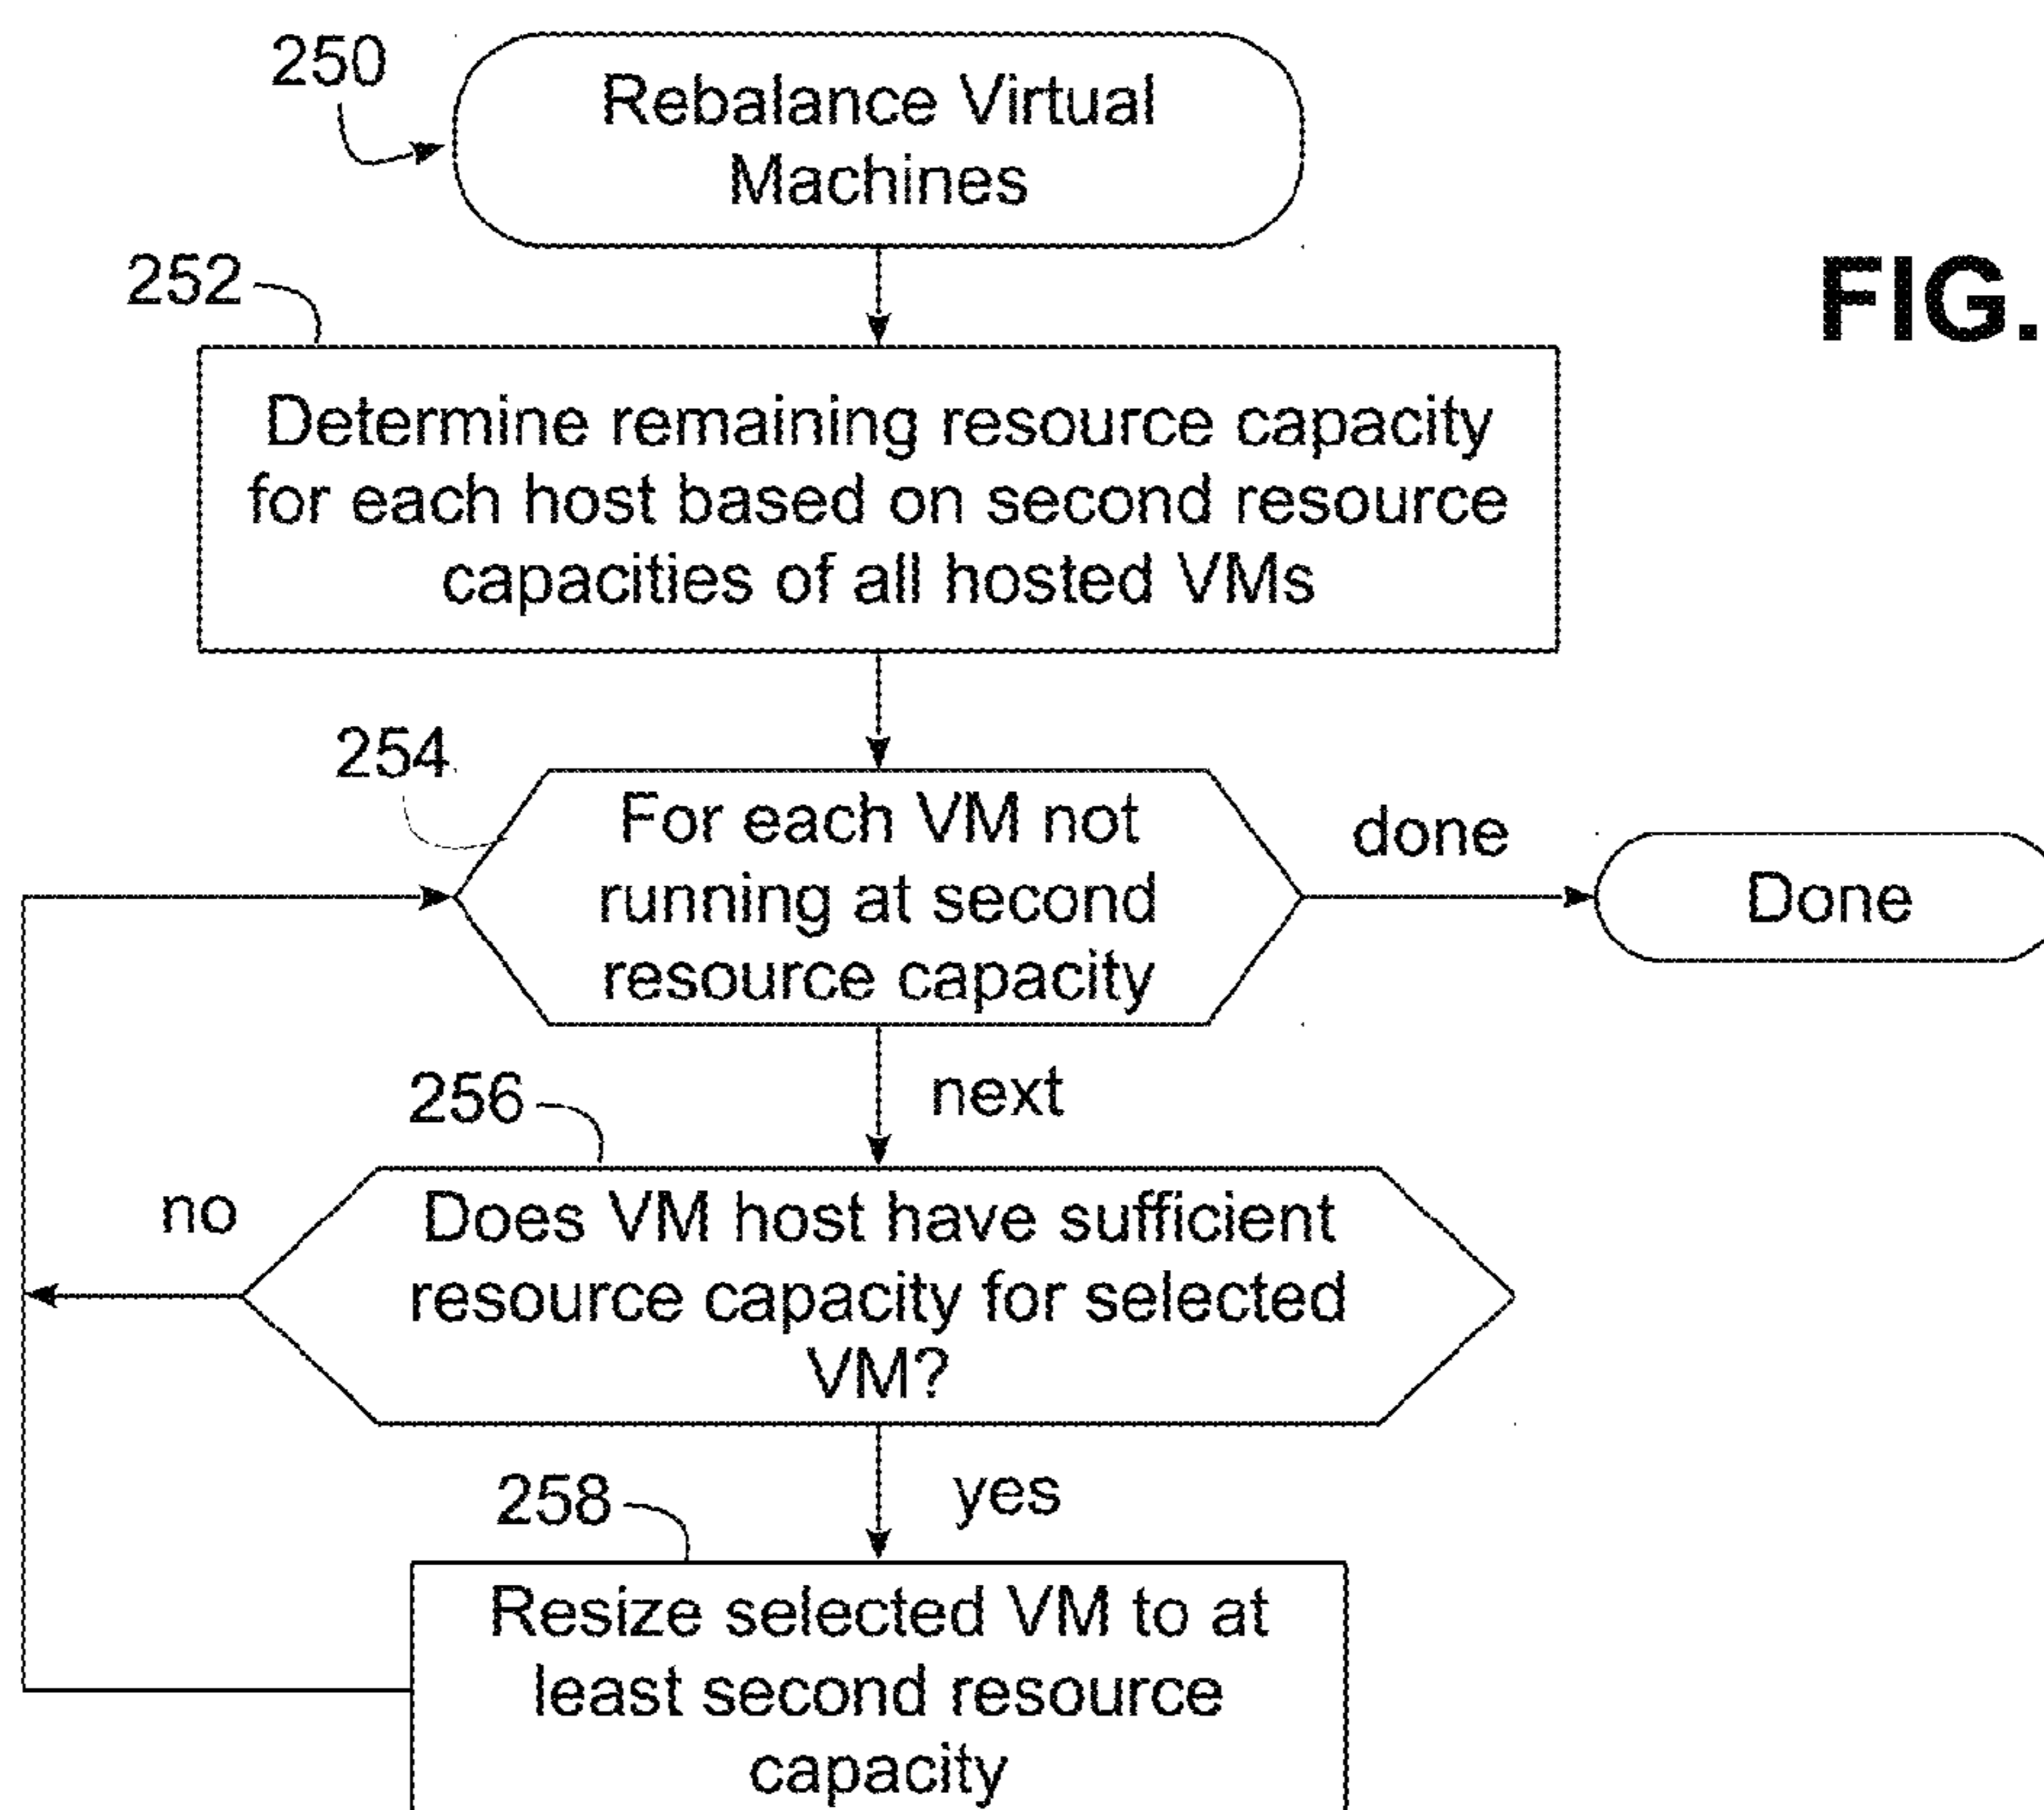 250
Rebalance Virtual
Machines
252
FIG.
Determine remaining resource capacity
for each host based on second resource
capacities of all hosted VMs
254
For each VM not
running at second
resource capacity
done
Done
256
next
no
Does VM host have sufficient
resource capacity for selected
VM?
258
yes
Resize selected VM to at
least second resource
capacity